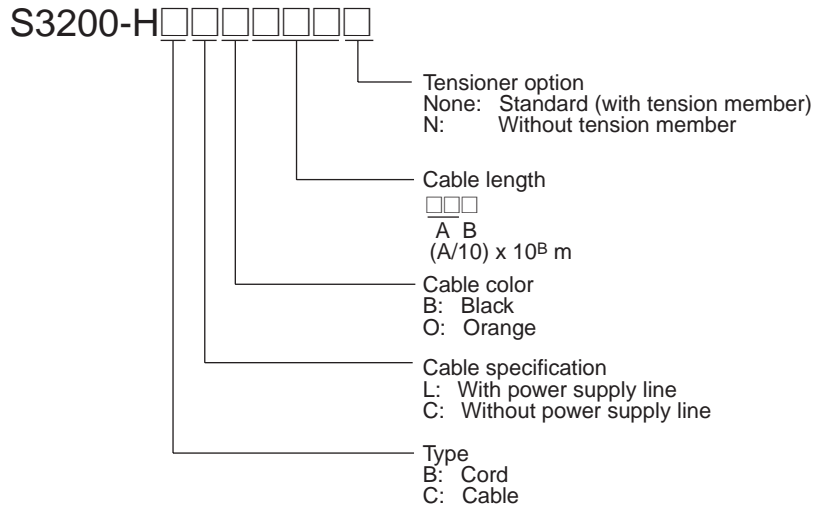 S3200-H□□□□□□□
Tensioner option
None: Standard (with tension member)
N: Without tension member
Cable length
□□□
A B
(A/10) x 10ᴮ m
Cable color
B: Black
O: Orange
Cable specification
L: With power supply line
C: Without power supply line
Type
B: Cord
C: Cable